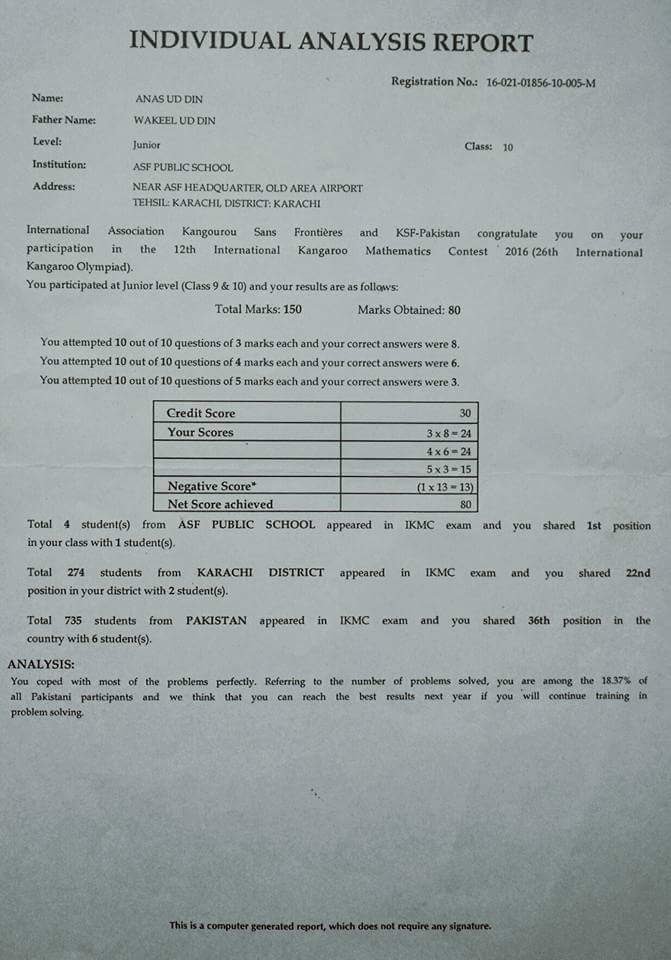 INDIVIDUAL ANALYSIS REPORT
Registration No.: 16-021-01856-10-005-M
Name: ANAS UD DIN
Father Name: WAKEEL UD DIN
Level: Junior Class: 10
Institution: ASF PUBLIC SCHOOL
Address: NEAR ASF HEADQUARTER, OLD AREA AIRPORT
TEHSIL: KARACHI, DISTRICT: KARACHI
International Association Kangourou Sans Frontières and KSF-Pakistan congratulate you on your
participation in the 12th International Kangaroo Mathematics Contest 2016 (26th International
Kangaroo Olympiad).
You participated at Junior level (Class 9 & 10) and your results are as follows:
Total Marks: 150 Marks Obtained: 80
You attempted 10 out of 10 questions of 3 marks each and your correct answers were 8.
You attempted 10 out of 10 questions of 4 marks each and your correct answers were 6.
You attempted 10 out of 10 questions of 5 marks each and your correct answers were 3.
Credit Score 30
Your Scores 3 x 8 = 24
4 x 6 = 24
5 x 3 = 15
Negative Score* (1 x 13 = 13)
Net Score achieved 80
Total 4 student(s) from ASF PUBLIC SCHOOL appeared in IKMC exam and you shared 1st position
in your class with 1 student(s).
Total 274 students from KARACHI DISTRICT appeared in IKMC exam and you shared 22nd
position in your district with 2 student(s).
Total 735 students from PAKISTAN appeared in IKMC exam and you shared 36th position in the
country with 6 student(s).
ANALYSIS:
You coped with most of the problems perfectly. Referring to the number of problems solved, you are among the 18.37% of
all Pakistani participants and we think that you can reach the best results next year if you will continue training in
problem solving.
This is a computer generated report, which does not require any signature.